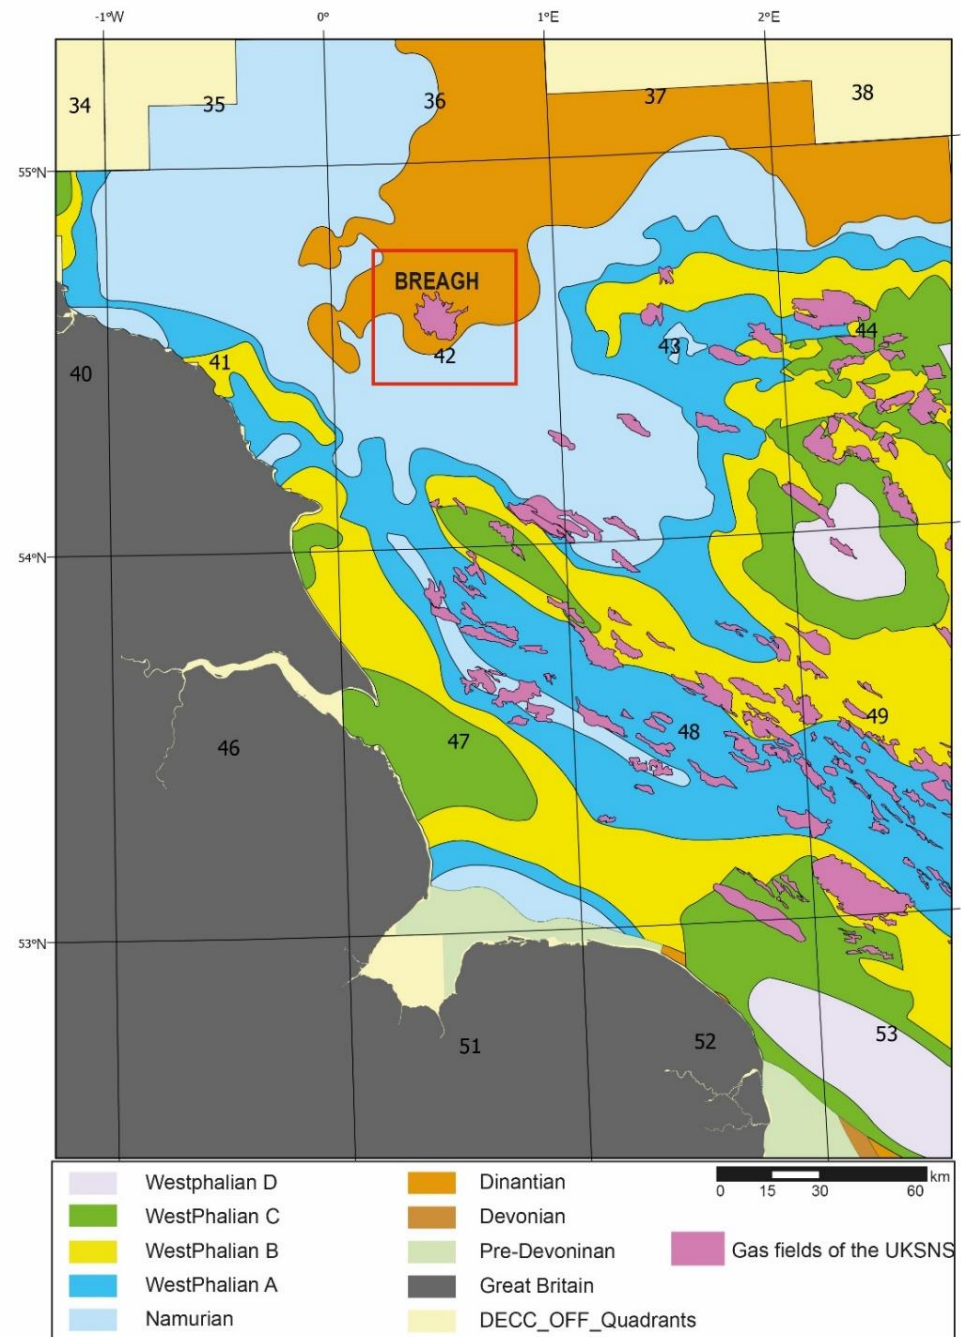 -1°W 0° 1°E 2°E
34 35 36 37 38
55°N
BREAGH
44
43
42
41
40
54°N
49
48
47
46
53°N
53
52
51
km
0 15 30 60
Westphalian D
WestPhalian C
WestPhalian B
WestPhalian A
Namurian
Dinantian
Devonian
Pre-Devoninan
Great Britain
DECC_OFF_Quadrants
Gas fields of the UKSNS